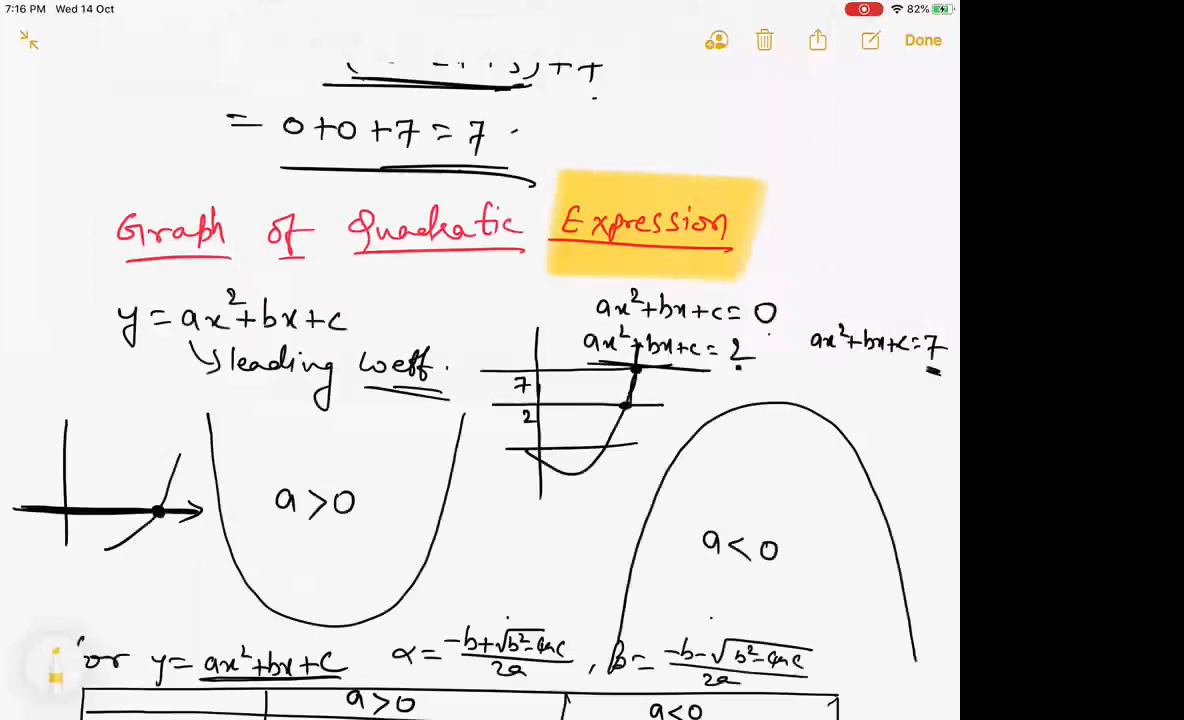 7:16 PM Wed 14 Oct
82%
Done
= 0+0+7=7
Graph of Quadratic Expression
y=ax²+bx+c
ax²+bx+c=0
ax²+bx+c=2
ax²+bx+c=7
leading coeff.
7
2
a>0
a<0
or y=ax²+bx+c α=-b+√b²-4ac/2a , β=-b-√b²-4ac/2a
a>0
a<0